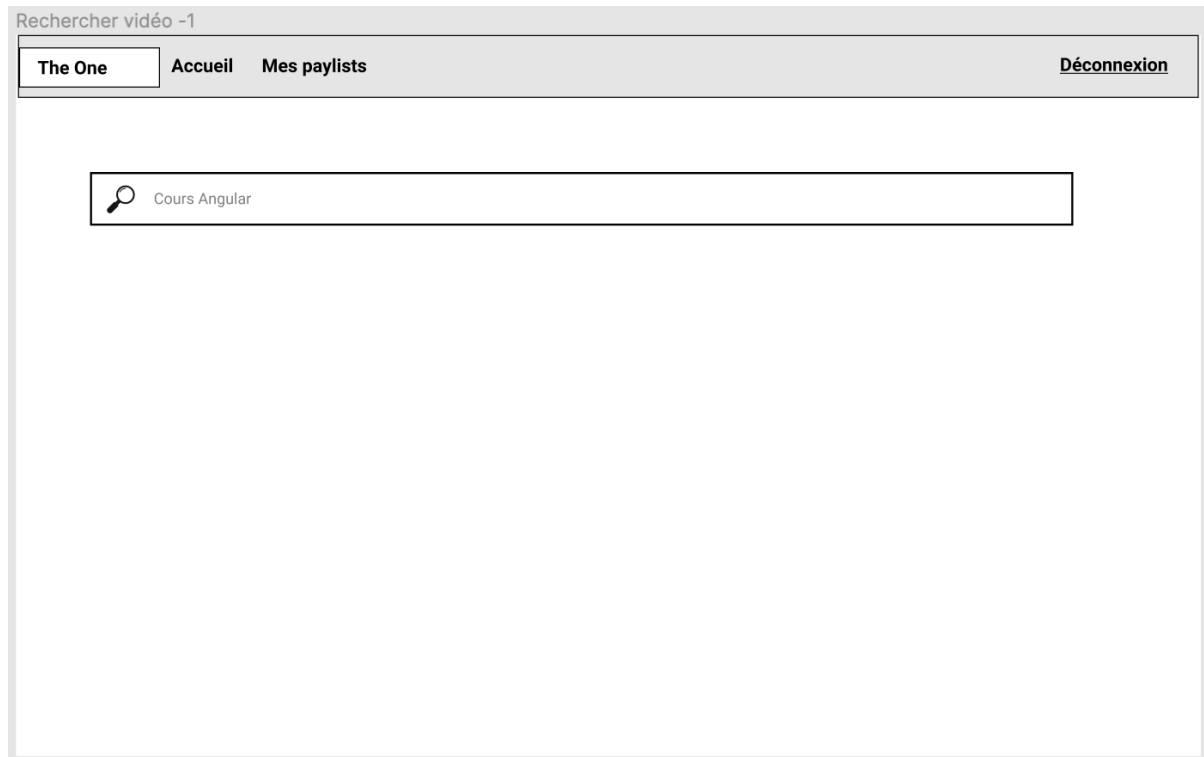 Rechercher vidéo -1
The One Accueil Mes paylists Déconnexion
Cours Angular